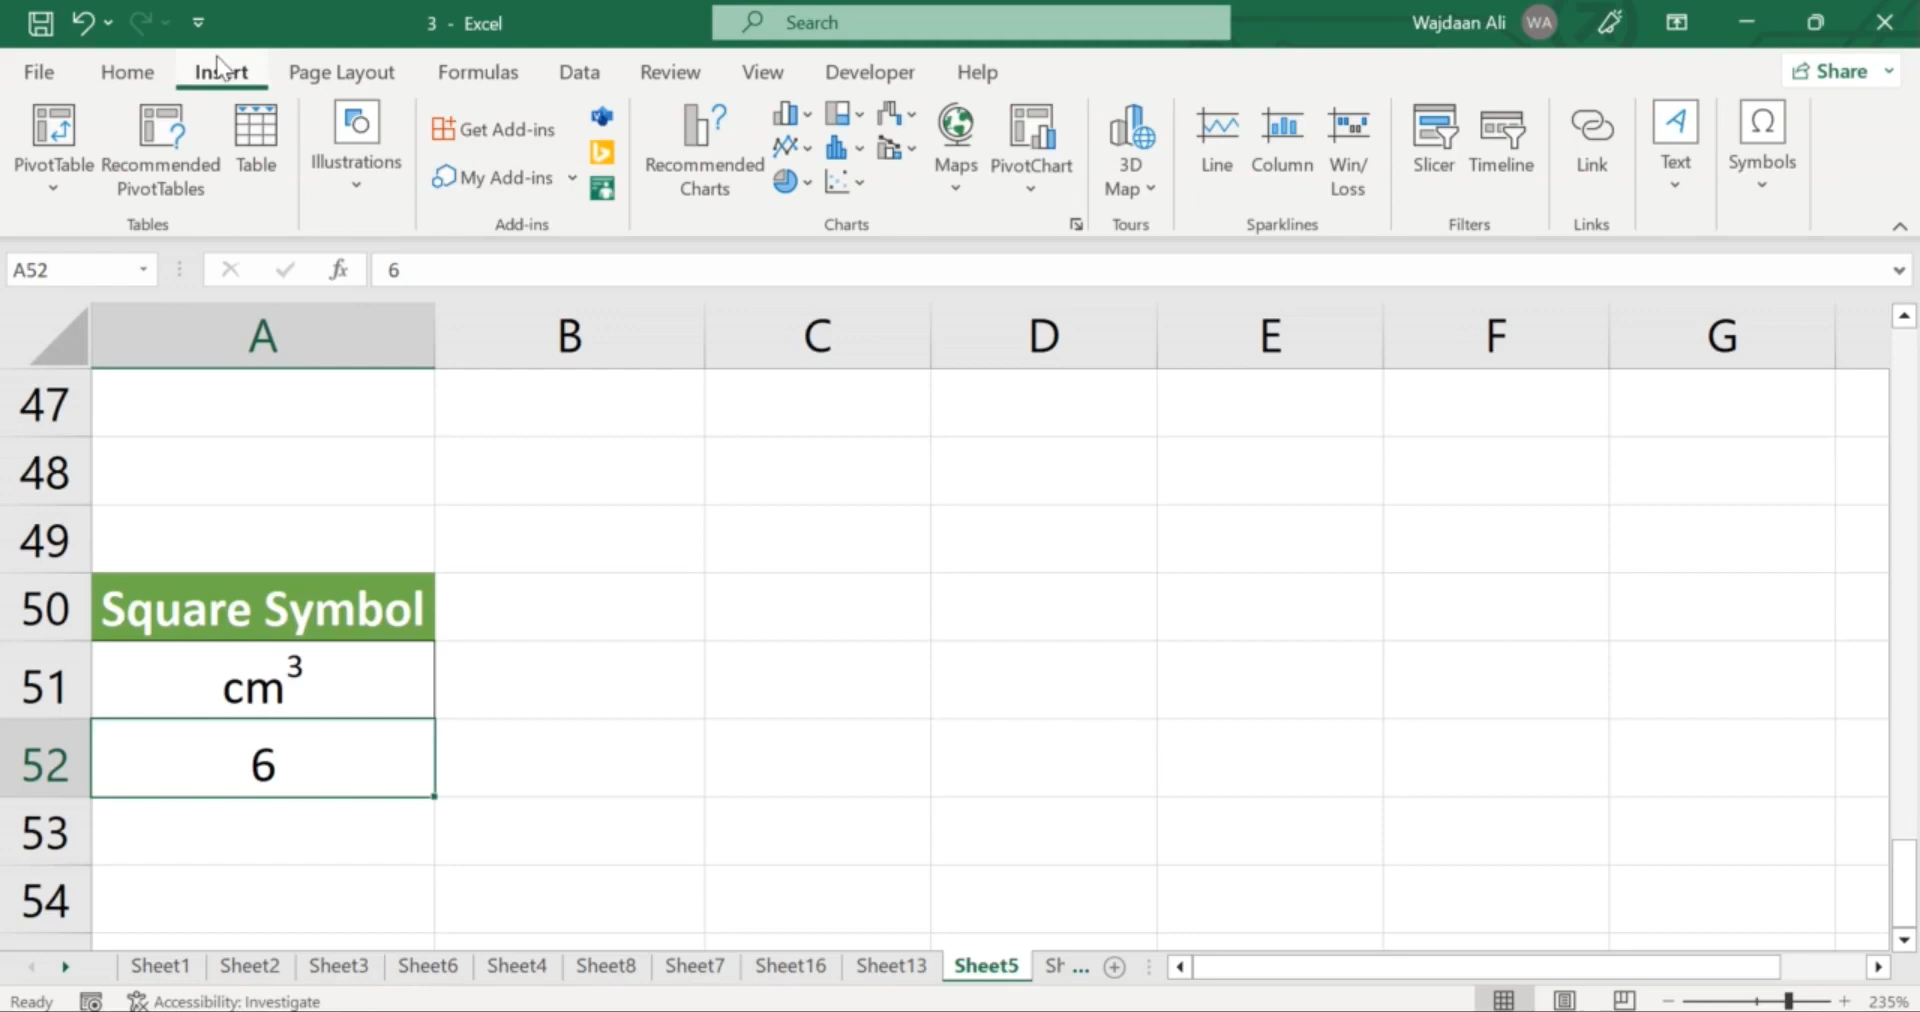 3 - Excel
Search
Wajdaan Ali
WA
File Home Insert Page Layout Formulas Data Review View Developer Help
Share
PivotTable
Recommended
PivotTables
Table
Tables
Illustrations
Get Add-ins
My Add-ins
Add-ins
Recommended
Charts
Maps
PivotChart
Charts
3D
Map
Tours
Line
Column
Win/
Loss
Sparklines
Slicer
Timeline
Filters
Link
Links
Text
Symbols
A52
fx
6
A B C D E F G
47
48
49
50 Square Symbol
51 cm³
52 6
53
54
Sheet1 Sheet2 Sheet3 Sheet6 Sheet4 Sheet8 Sheet7 Sheet16 Sheet13 Sheet5 Sh ...
Ready
Accessibility: Investigate
235%